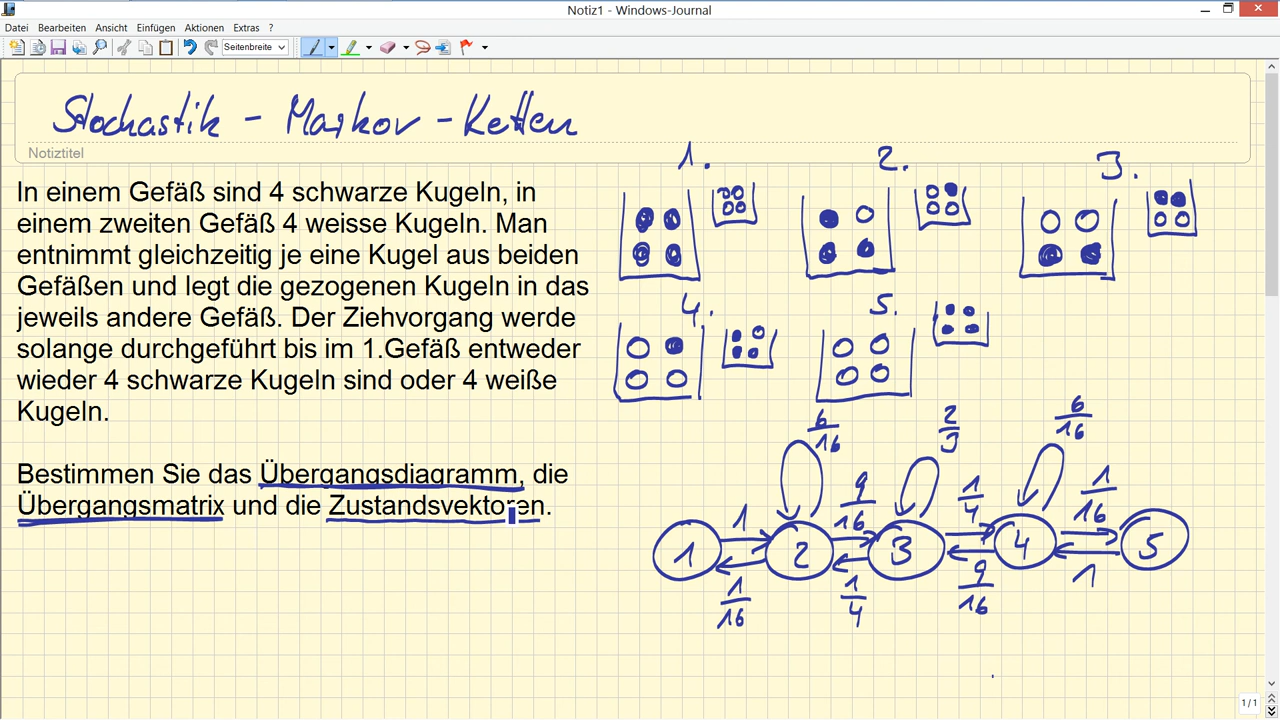 Notiz1 - Windows-Journal
Datei Bearbeiten Ansicht Einfügen Aktionen Extras ?
Seitenbreite
Stochastik - Markov - Ketten
Notiztitel
In einem Gefäß sind 4 schwarze Kugeln, in
einem zweiten Gefäß 4 weisse Kugeln. Man
entnimmt gleichzeitig je eine Kugel aus beiden
Gefäßen und legt die gezogenen Kugeln in das
jeweils andere Gefäß. Der Ziehvorgang werde
solange durchgeführt bis im 1.Gefäß entweder
wieder 4 schwarze Kugeln sind oder 4 weiße
Kugeln.
Bestimmen Sie das Übergangsdiagramm, die
Übergangsmatrix und die Zustandsvektoren.
1. 2. 3.
4. 5.
6/16 2/3 6/16
1 9/16 1/4 1/16
1 2 3 4 5
1/16 1/4 9/16 1
1/1